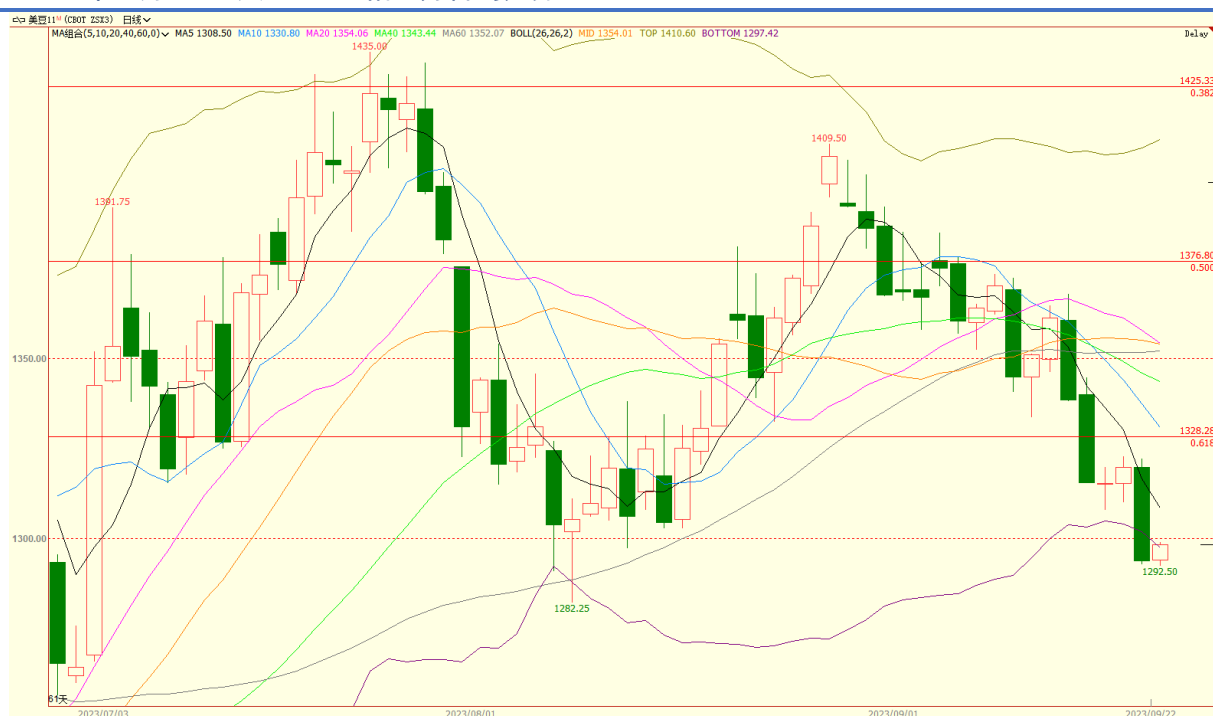 美豆11M (CBOT ZSX3) 日线
MA组合(5,10,20,40,60,0) MA5 1308.50 MA10 1330.80 MA20 1354.06 MA40 1343.44 MA60 1352.07 BOLL(26,26,2) MID 1354.01 TOP 1410.60 BOTTOM 1297.42
Delay
1435.00
1425.33
0.382
1409.50
1391.75
1376.80
0.500
1350.00
1328.28
0.618
1300.00
1292.50
1282.25
61天
2023/07/03 2023/08/01 2023/09/01 2023/09/22